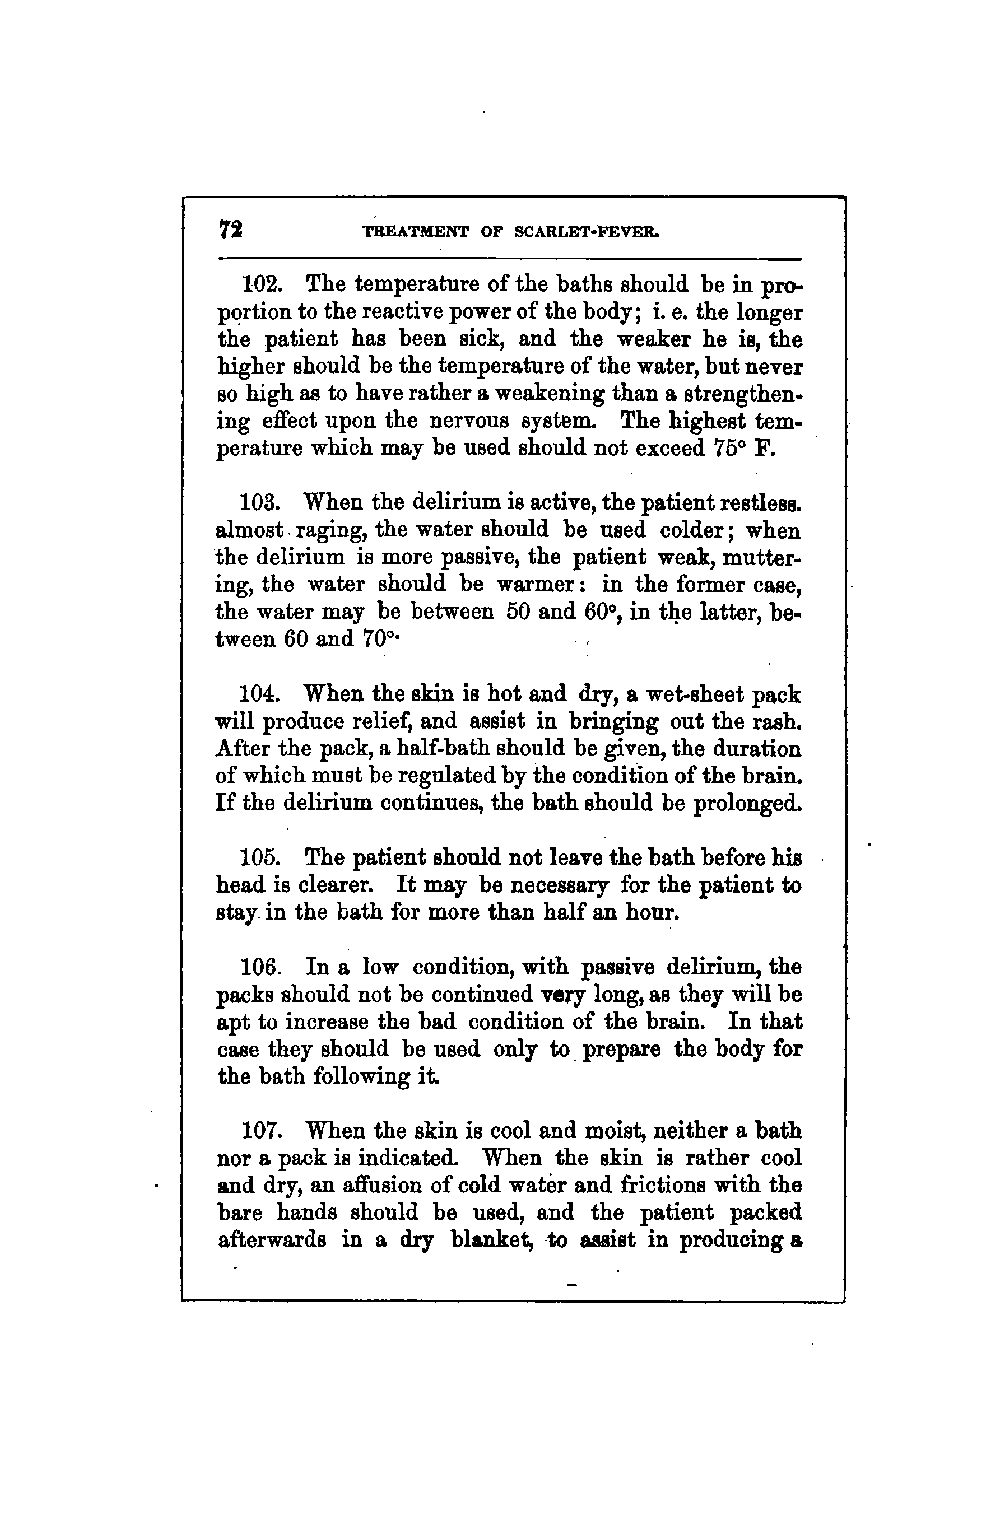 72 TREATMENT OF SCARLET-FEVER.
102. The temperature of the baths should be in pro-
portion to the reactive power of the body; i. e. the longer
the patient has been sick, and the weaker he is, the
higher should be the temperature of the water, but never
so high as to have rather a weakening than a strengthen-
ing effect upon the nervous system. The highest tem-
perature which may be used should not exceed 75° F.
103. When the delirium is active, the patient restless.
almost raging, the water should be used colder; when
the delirium is more passive, the patient weak, mutter-
ing, the water should be warmer: in the former case,
the water may be between 50 and 60°, in the latter, be-
tween 60 and 70°·
104. When the skin is hot and dry, a wet-sheet pack
will produce relief, and assist in bringing out the rash.
After the pack, a half-bath should be given, the duration
of which must be regulated by the condition of the brain.
If the delirium continues, the bath should be prolonged.
105. The patient should not leave the bath before his
head is clearer. It may be necessary for the patient to
stay in the bath for more than half an hour.
106. In a low condition, with passive delirium, the
packs should not be continued very long, as they will be
apt to increase the bad condition of the brain. In that
case they should be used only to prepare the body for
the bath following it.
107. When the skin is cool and moist, neither a bath
nor a pack is indicated. When the skin is rather cool
and dry, an affusion of cold water and frictions with the
bare hands should be used, and the patient packed
afterwards in a dry blanket, to assist in producing a